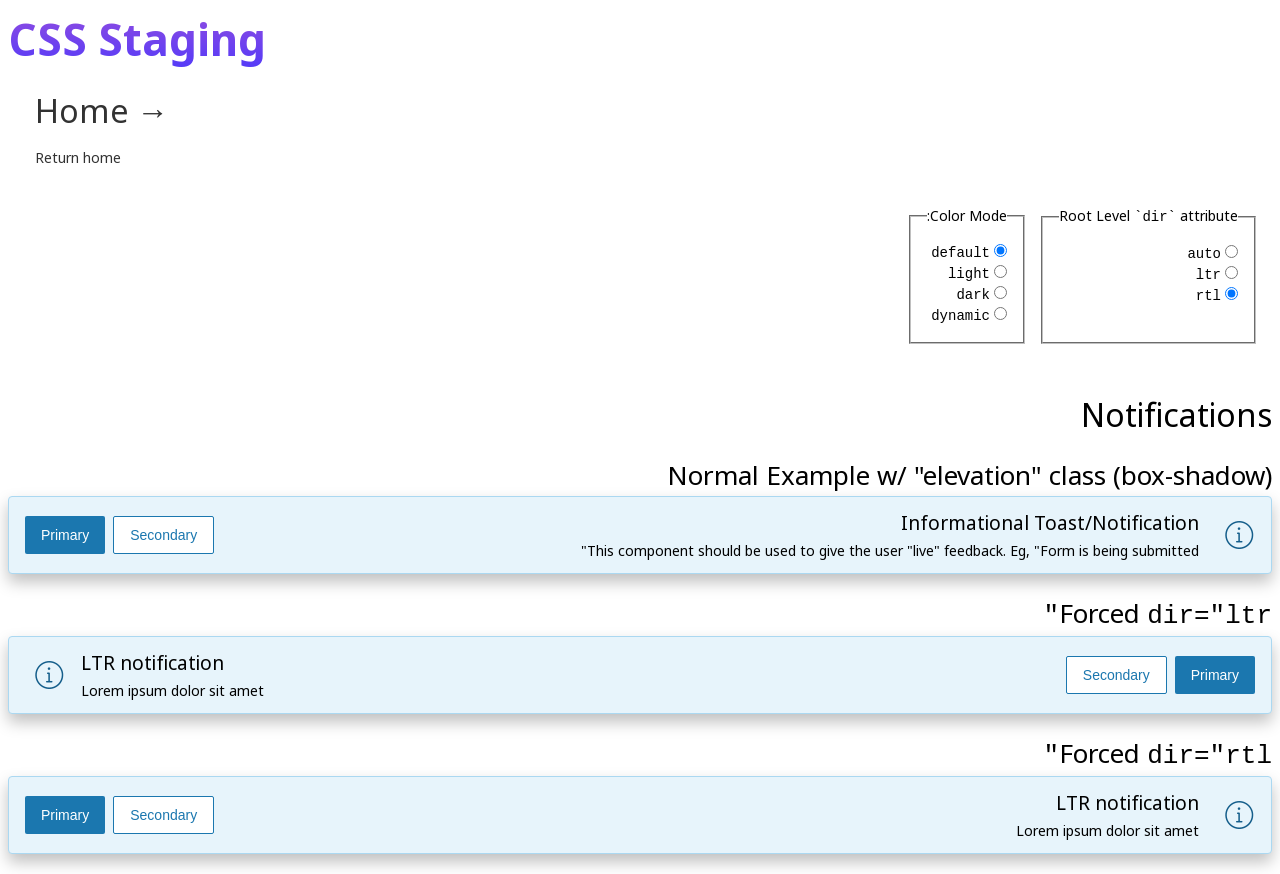 CSS Staging
Home →
Return home
:Color Mode
default
light
dark
dynamic
Root Level `dir` attribute
auto
ltr
rtl
Notifications
Normal Example w/ "elevation" class (box-shadow)
Informational Toast/Notification
"This component should be used to give the user "live" feedback. Eg, "Form is being submitted
Primary
Secondary
"Forced dir="ltr
LTR notification
Lorem ipsum dolor sit amet
Secondary
Primary
"Forced dir="rtl
LTR notification
Lorem ipsum dolor sit amet
Primary
Secondary